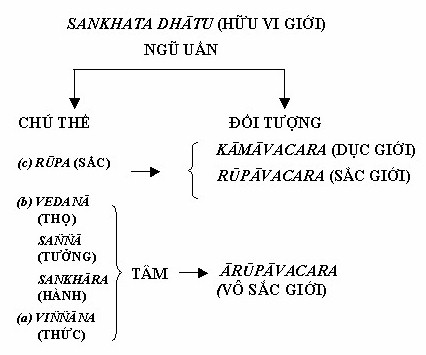 SANKHATA DHĀTU (HỮU VI GIỚI)
NGŨ UẨN
CHỦ THỂ
ĐỐI TƯỢNG
(c) RŪPA (SẮC)
KĀMĀVACARA (DỤC GIỚI)
RŪPĀVACARA (SẮC GIỚI)
(b) VEDANĀ
(THỌ)
SAÑÑĀ
(TƯỞNG)
SANKHĀRA
(HÀNH)
(a) VIÑÑĀNA
(THỨC)
TÂM
ĀRŪPĀVACARA
(VÔ SẮC GIỚI)